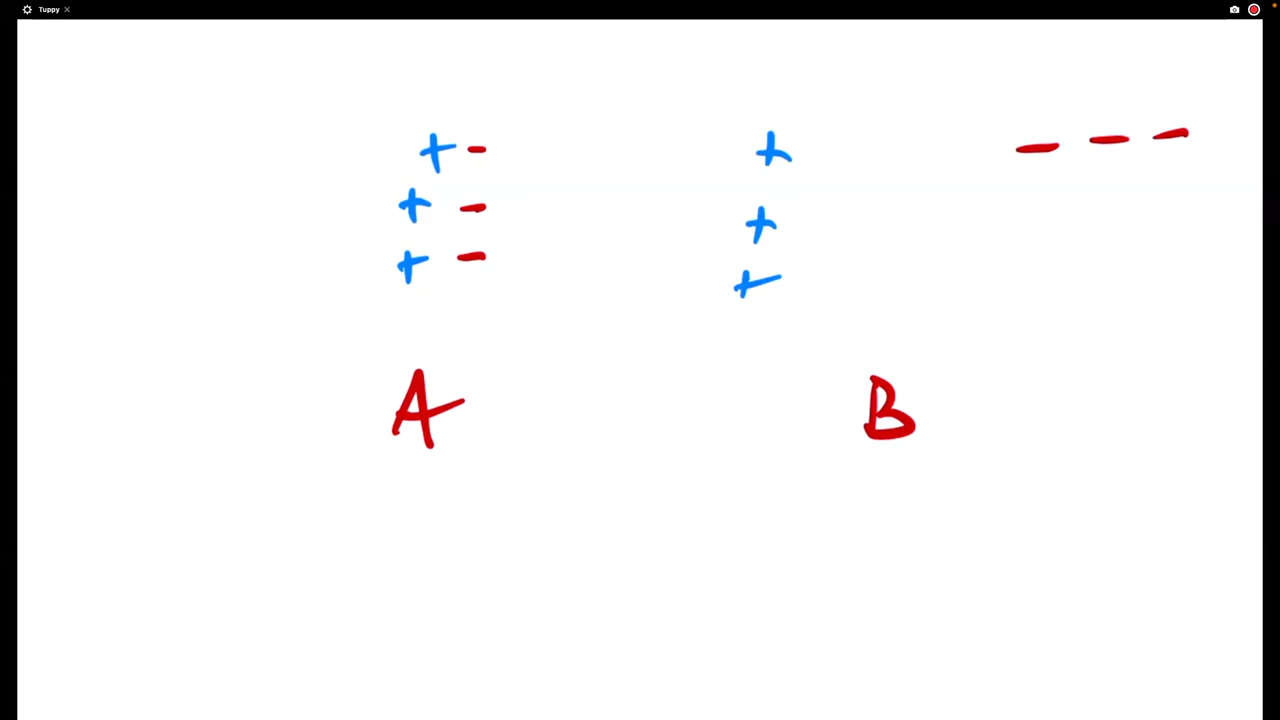 Tuppy
+ - + - - -
+ - +
+ - +
A B